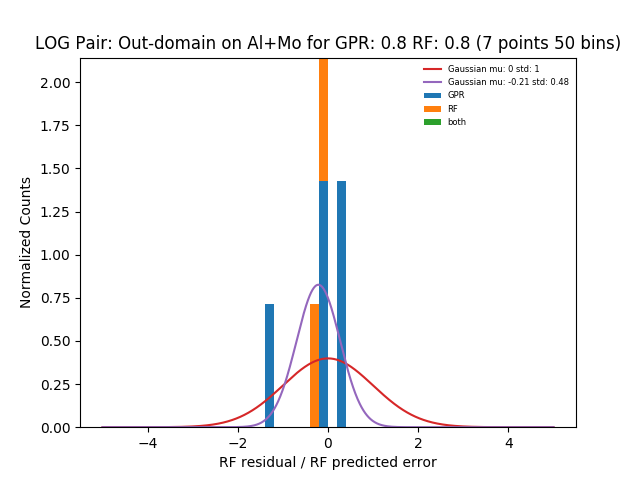 LOG Pair: Out-domain on Al+Mo for GPR: 0.8 RF: 0.8 (7 points 50 bins)
Gaussian mu: 0 std: 1
Gaussian mu: -0.21 std: 0.48
GPR
RF
both
Normalized Counts
2.00
1.75
1.50
1.25
1.00
0.75
0.50
0.25
0.00
−4
−2
0
2
4
RF residual / RF predicted error